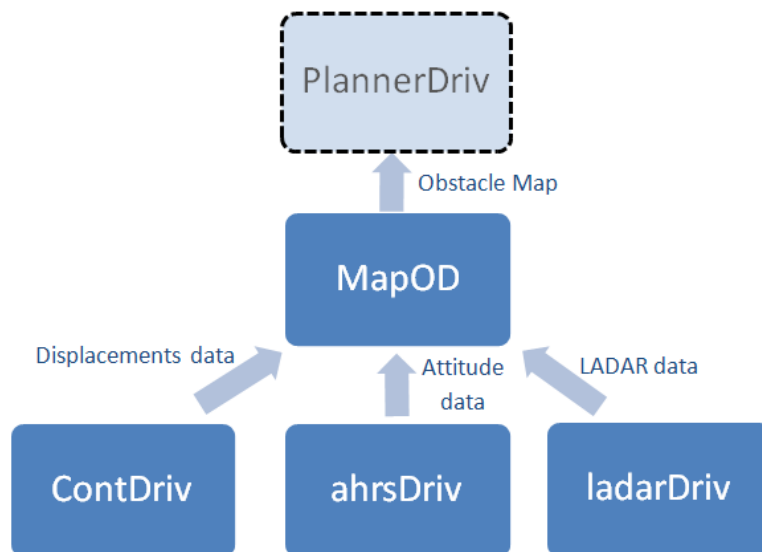 PlannerDriv
Obstacle Map
MapOD
Displacements data
Attitude
data
LADAR data
ContDriv
ahrsDriv
ladarDriv